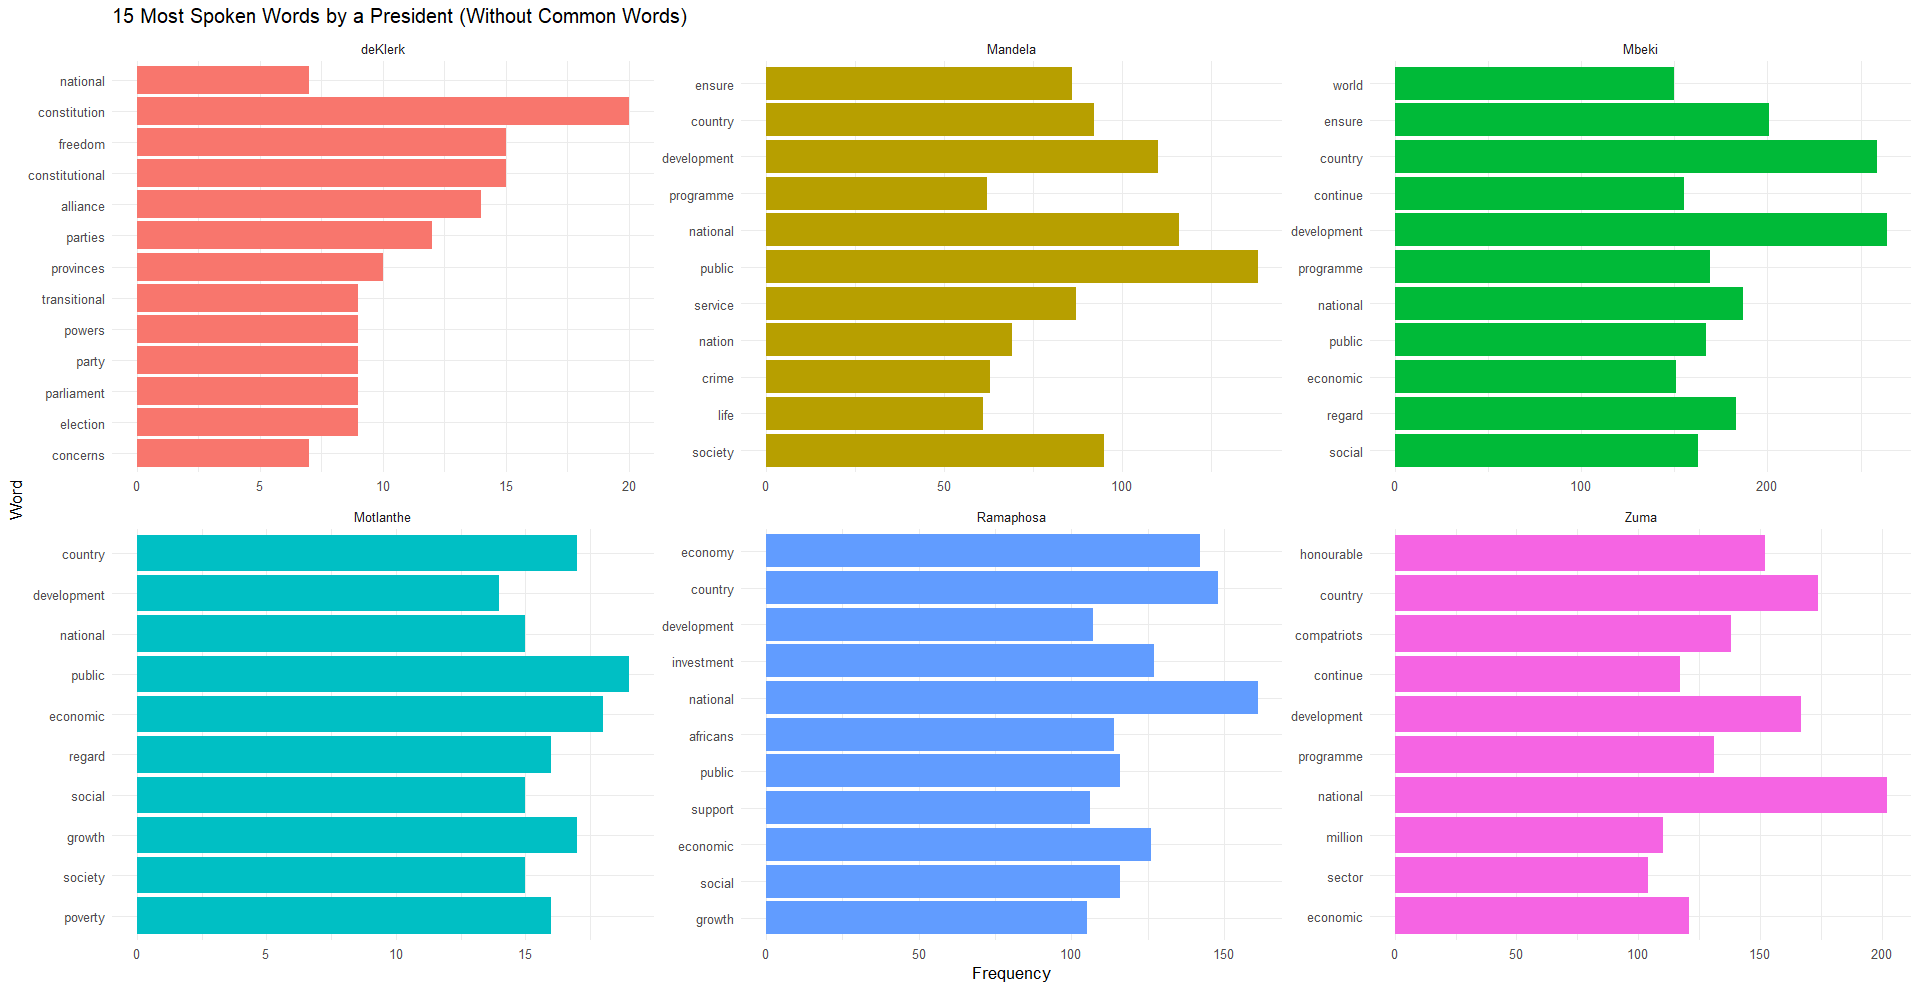 15 Most Spoken Words by a President (Without Common Words)
deKlerk
national
constitution
freedom
constitutional
alliance
parties
provinces
transitional
powers
party
parliament
election
concerns
0 5 10 15 20
Mandela
ensure
country
development
programme
national
public
service
nation
crime
life
society
0 50 100
Mbeki
world
ensure
country
continue
development
programme
national
public
economic
regard
social
0 100 200
Word
Motlanthe
country
development
national
public
economic
regard
social
growth
society
poverty
0 5 10 15
Ramaphosa
economy
country
development
investment
national
africans
public
support
economic
social
growth
0 50 100 150
Zuma
honourable
country
compatriots
continue
development
programme
national
million
sector
economic
0 50 100 150 200
Frequency